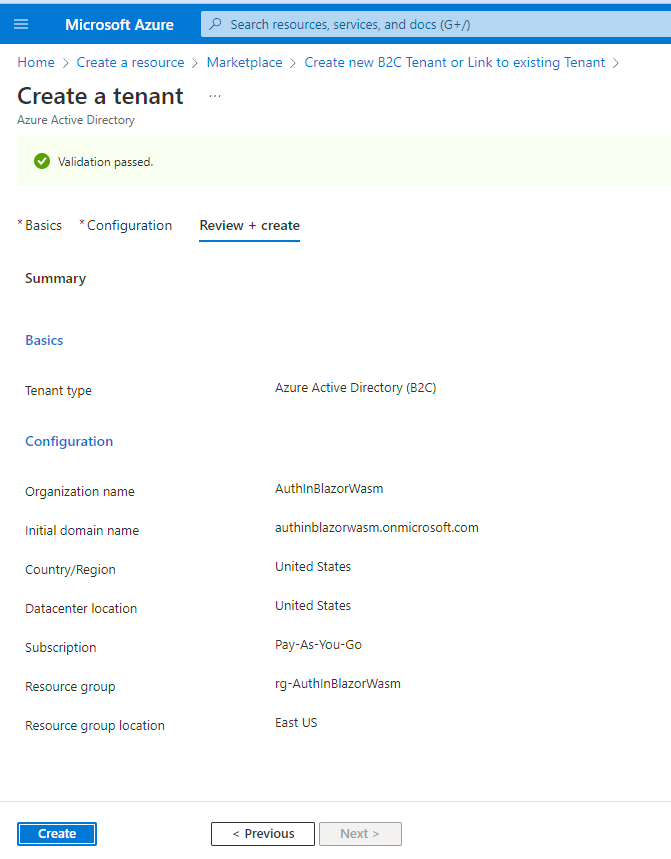 Microsoft Azure
Search resources, services, and docs (G+/)
Home > Create a resource > Marketplace > Create new B2C Tenant or Link to existing Tenant >
Create a tenant ...
Azure Active Directory
Validation passed.
* Basics * Configuration Review + create
Summary
Basics
Tenant type Azure Active Directory (B2C)
Configuration
Organization name AuthInBlazorWasm
Initial domain name authinblazorwasm.onmicrosoft.com
Country/Region United States
Datacenter location United States
Subscription Pay-As-You-Go
Resource group rg-AuthInBlazorWasm
Resource group location East US
Create < Previous Next >